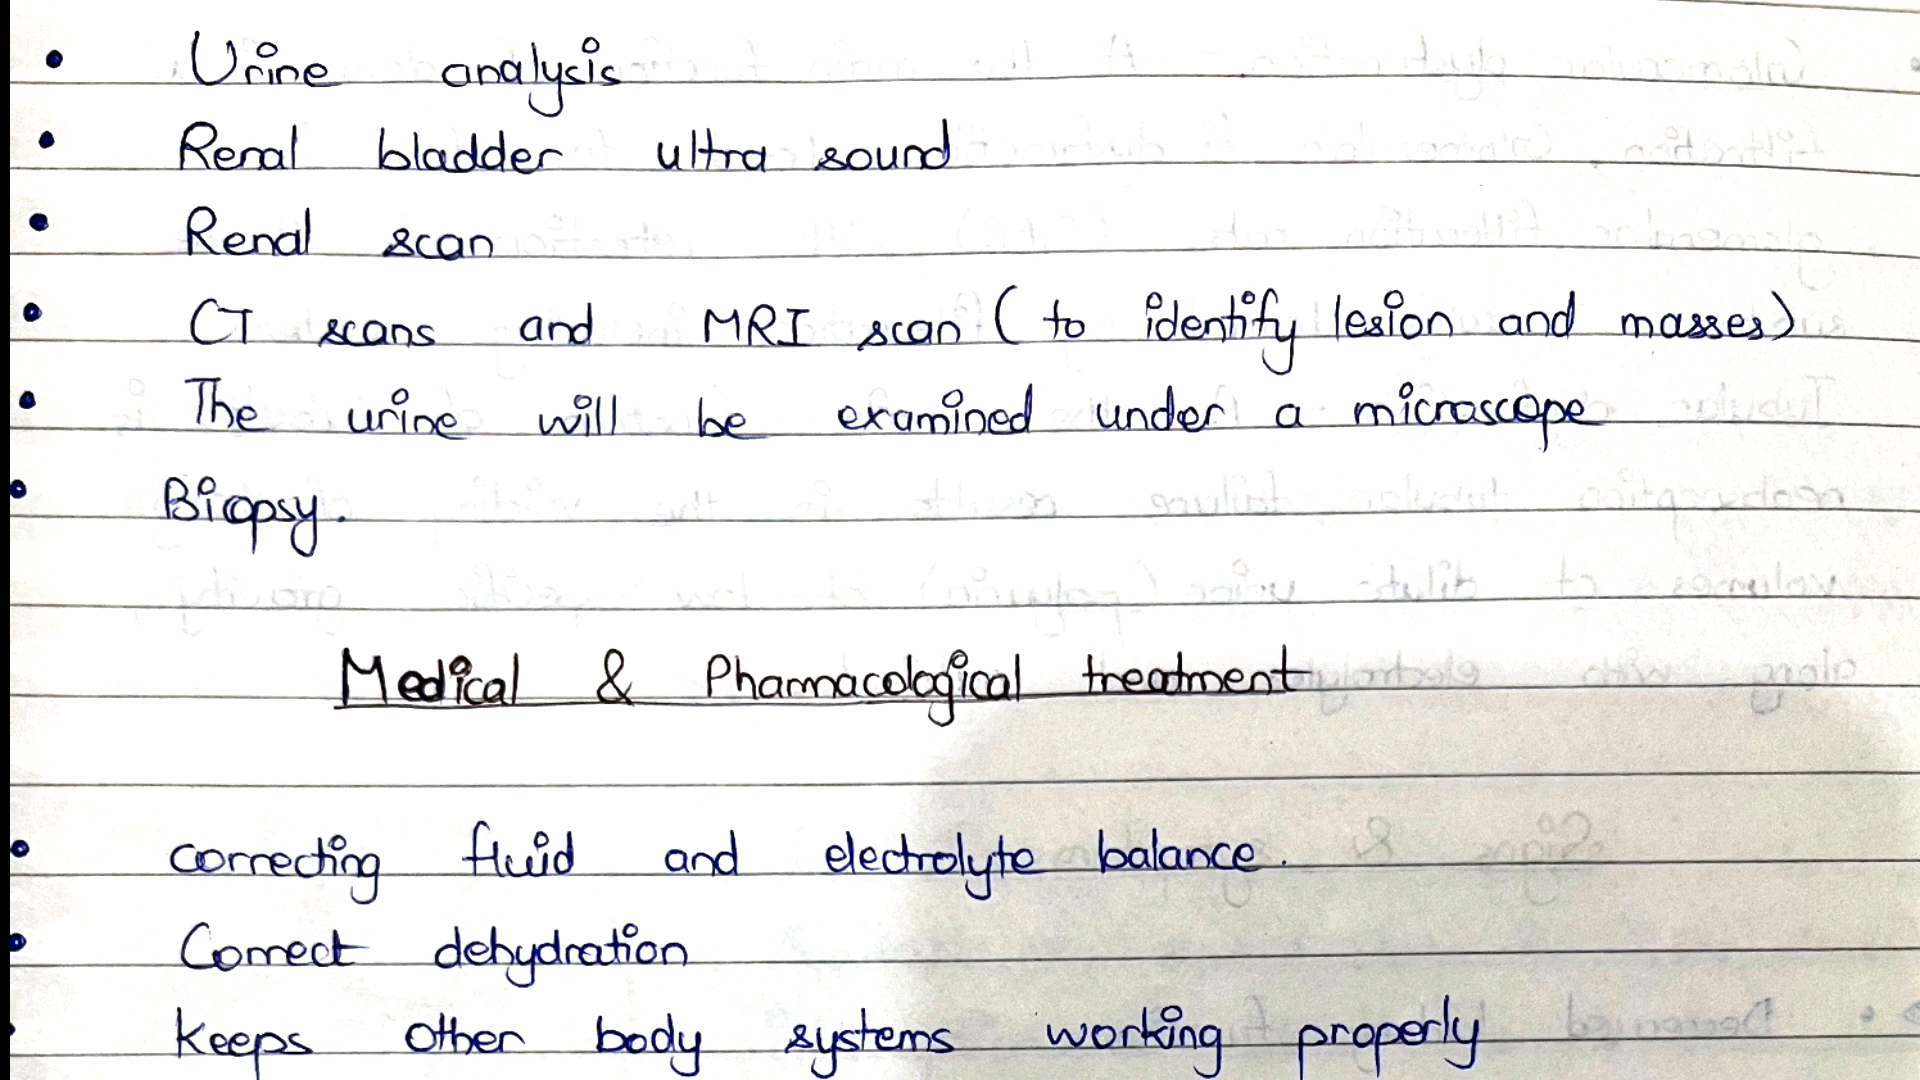 • Urine analysis
• Renal bladder ultra sound
• Renal scan
• CT scans and MRI scan (to identify lesion and masses)
• The urine will be examined under a microscope
• Biopsy.
Medical & Pharmacological treatment
• correcting fluid and electrolyte balance.
• Correct dehydration
• keeps other body systems working properly